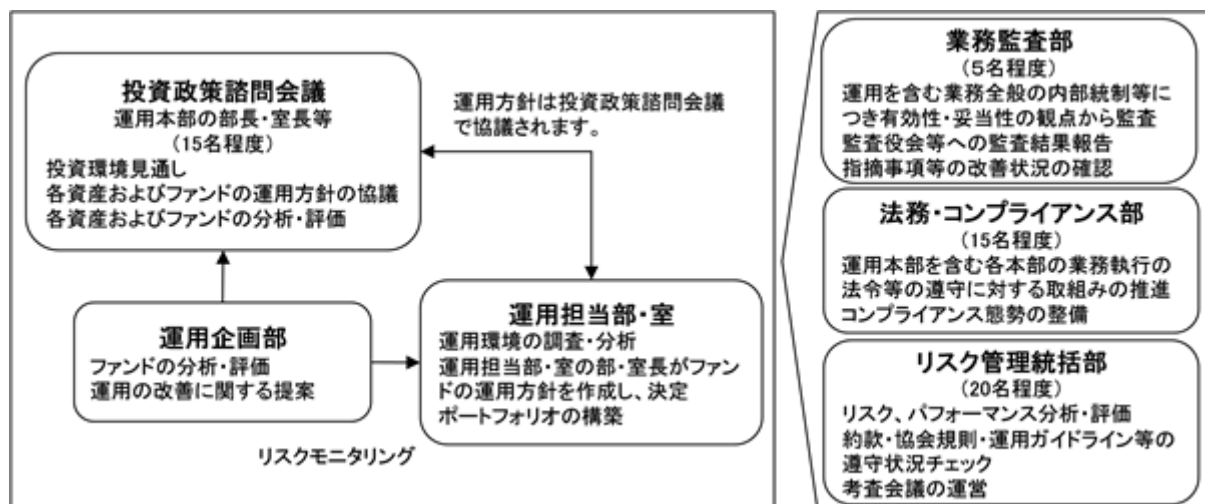 投資政策諮問会議
運用本部の部長・室長等
(15名程度)
投資環境見通し
各資産およびファンドの運用方針の協議
各資産およびファンドの分析・評価
運用方針は投資政策諮問会議
で協議されます。
運用企画部
ファンドの分析・評価
運用の改善に関する提案
運用担当部・室
運用環境の調査・分析
運用担当部・室の部・室長がファン
ドの運用方針を作成し、決定
ポートフォリオの構築
リスクモニタリング
業務監査部
(5名程度)
運用を含む業務全般の内部統制等に
つき有効性・妥当性の観点から監査
監査役会等への監査結果報告
指摘事項等の改善状況の確認
法務・コンプライアンス部
(15名程度)
運用本部を含む各本部の業務執行の
法令等の遵守に対する取組みの推進
コンプライアンス態勢の整備
リスク管理統括部
(20名程度)
リスク、パフォーマンス分析・評価
約款・協会規則・運用ガイドライン等の
遵守状況チェック
考査会議の運営